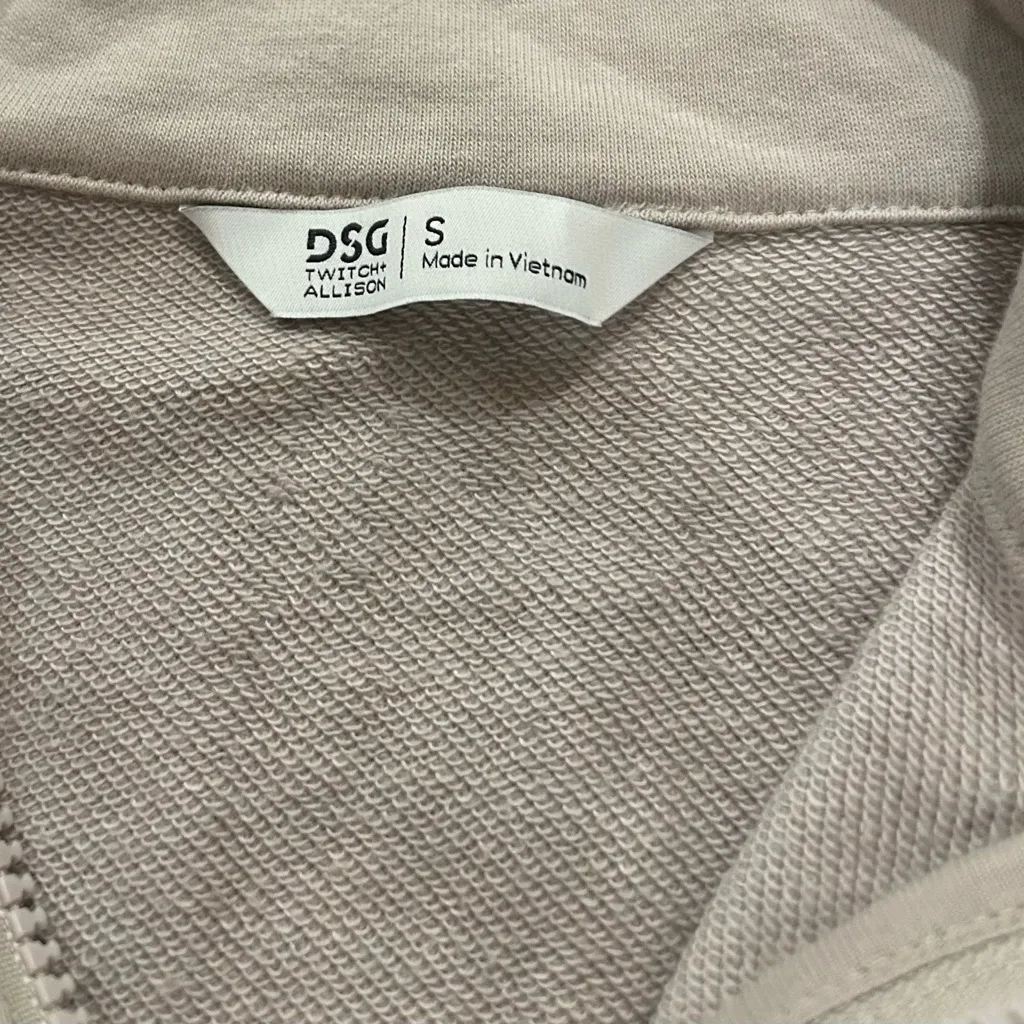 DSG
TWITCH+
ALLISON
S
Made in Vietnam